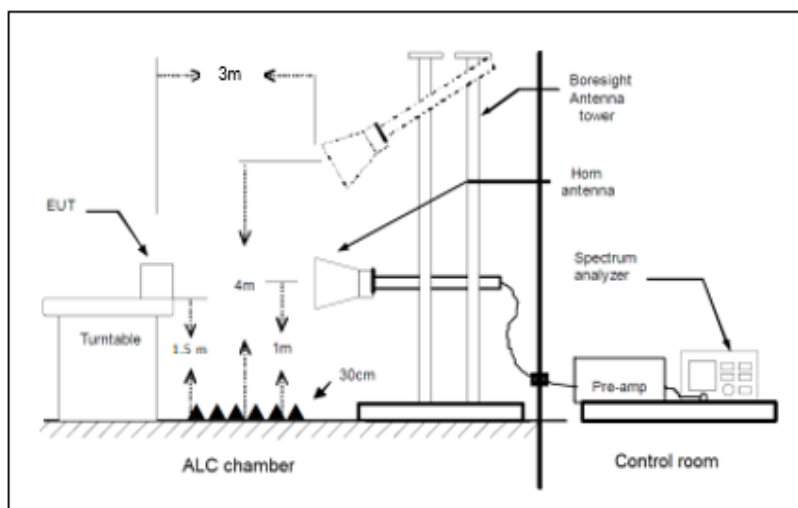 3m
Boresight
Antenna
tower
Horn
antenna
EUT
Spectrum
analyzer
4m
Turntable
1.5 m
1m
30cm
Pre-amp
ALC chamber
Control room